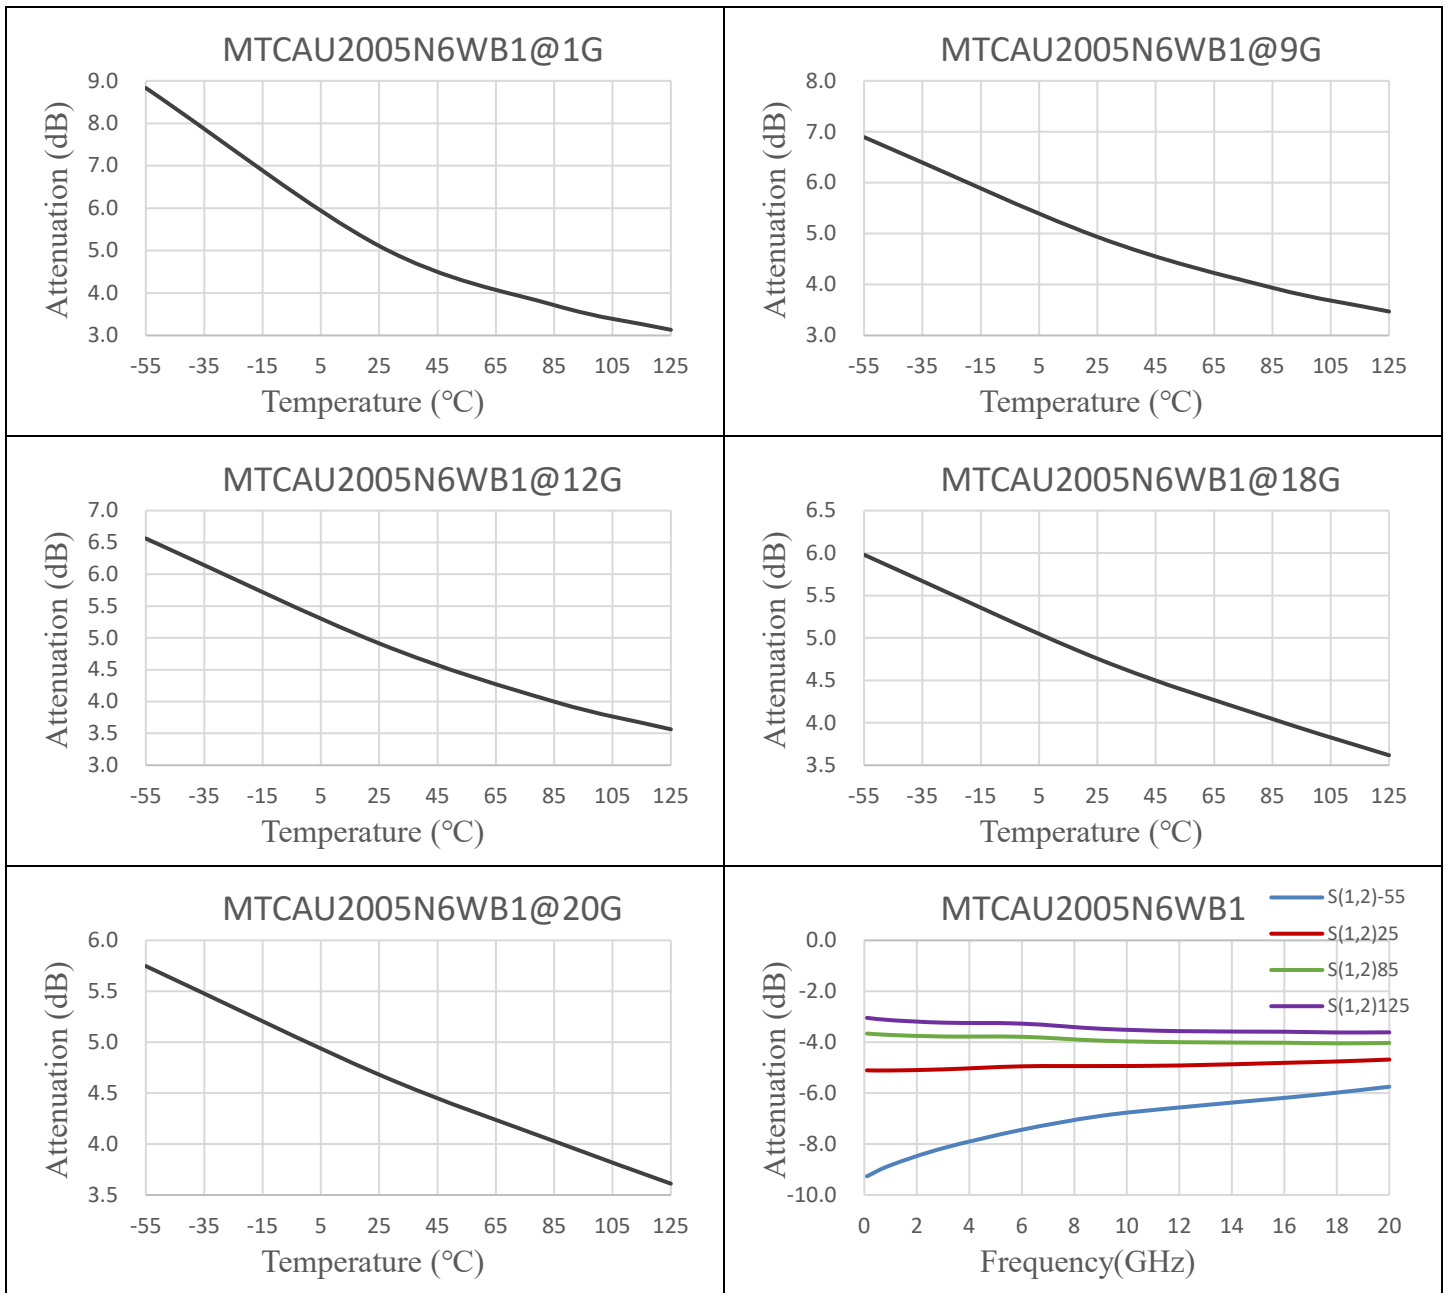 MTCAU2005N6WB1@1G
Attenuation (dB)
9.0
8.0
7.0
6.0
5.0
4.0
3.0
-55 -35 -15 5 25 45 65 85 105 125
Temperature (℃)
MTCAU2005N6WB1@9G
Attenuation (dB)
8.0
7.0
6.0
5.0
4.0
3.0
-55 -35 -15 5 25 45 65 85 105 125
Temperature (℃)
MTCAU2005N6WB1@12G
Attenuation (dB)
7.0
6.5
6.0
5.5
5.0
4.5
4.0
3.5
3.0
-55 -35 -15 5 25 45 65 85 105 125
Temperature (℃)
MTCAU2005N6WB1@18G
Attenuation (dB)
6.5
6.0
5.5
5.0
4.5
4.0
3.5
-55 -35 -15 5 25 45 65 85 105 125
Temperature (℃)
MTCAU2005N6WB1@20G
Attenuation (dB)
6.0
5.5
5.0
4.5
4.0
3.5
-55 -35 -15 5 25 45 65 85 105 125
Temperature (℃)
MTCAU2005N6WB1
S(1,2)-55
S(1,2)25
S(1,2)85
S(1,2)125
Attenuation (dB)
0.0
-2.0
-4.0
-6.0
-8.0
-10.0
0 2 4 6 8 10 12 14 16 18 20
Frequency(GHz)